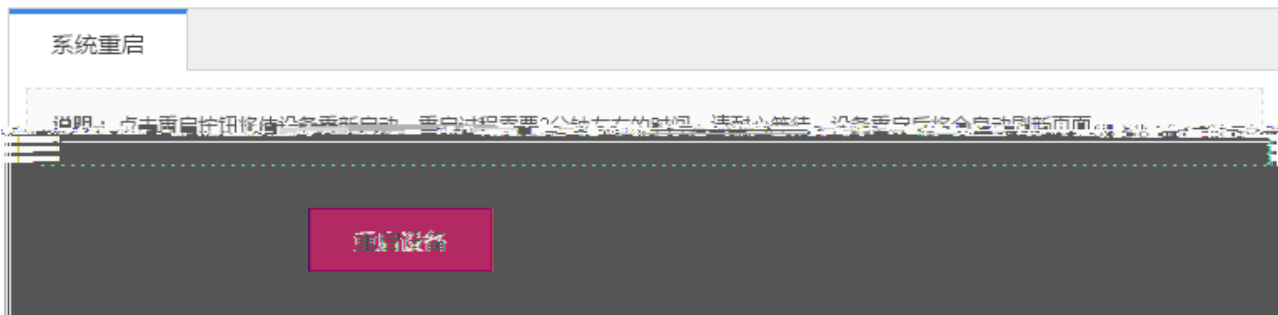 系统重启
说明：点击重启按钮将使设备重新启动，重启过程需要2分钟左右的时间，请耐心等待，设备重启后将会自动刷新页面
重启设备